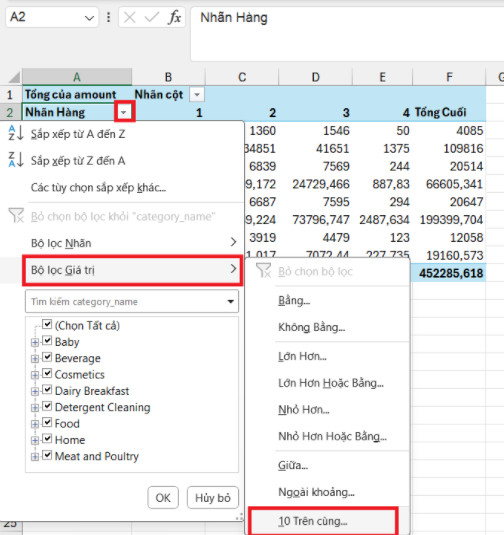 A2
fx
Nhãn Hàng
A B C D E F
1 Tổng của amount Nhãn cột
2 Nhãn Hàng 1 2 3 4 Tổng Cuối
Sắp xếp từ A đến Z
Sắp xếp từ Z đến A
Các tùy chọn sắp xếp khác...
Bỏ chọn bộ lọc khỏi "category_name"
Bộ lọc Nhãn
Bộ lọc Giá trị
Tìm kiếm category_name
(Chọn Tất cả)
Baby
Beverage
Cosmetics
Dairy Breakfast
Detergent Cleaning
Food
Home
Meat and Poultry
OK Hủy bỏ
1360 1546 50 4085
34851 41651 1375 109816
6839 7569 244 20514
9,172 24729,466 887,83 66605,341
6687 7595 294 20647
9,224 73796,747 2487,634 199399,704
3919 4479 123 12058
1,017 7072,44 227,735 19160,573
452285,618
Bỏ chọn bộ lọc
Bằng...
Không Bằng...
Lớn Hơn...
Lớn Hơn Hoặc Bằng...
Nhỏ Hơn...
Nhỏ Hơn Hoặc Bằng...
Giữa...
Ngoài khoảng...
10 Trên cùng...
25